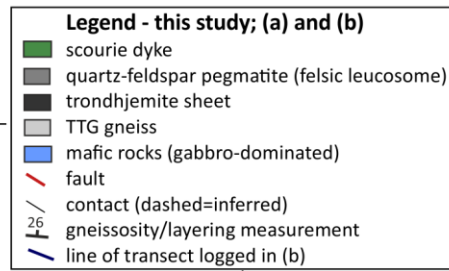 Legend - this study; (a) and (b)
scourie dyke
quartz-feldspar pegmatite (felsic leucosome)
trondhjemite sheet
TTG gneiss
mafic rocks (gabbro-dominated)
fault
contact (dashed=inferred)
26
gneissosity/layering measurement
line of transect logged in (b)